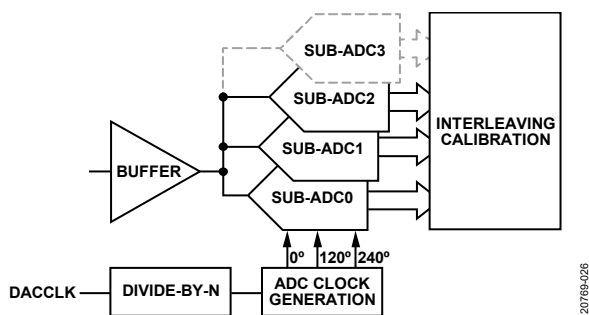 SUB-ADC3
SUB-ADC2
SUB-ADC1
SUB-ADC0
BUFFER
INTERLEAVING
CALIBRATION
0º
120º
240º
DACCLK
DIVIDE-BY-N
ADC CLOCK
GENERATION
20769-026